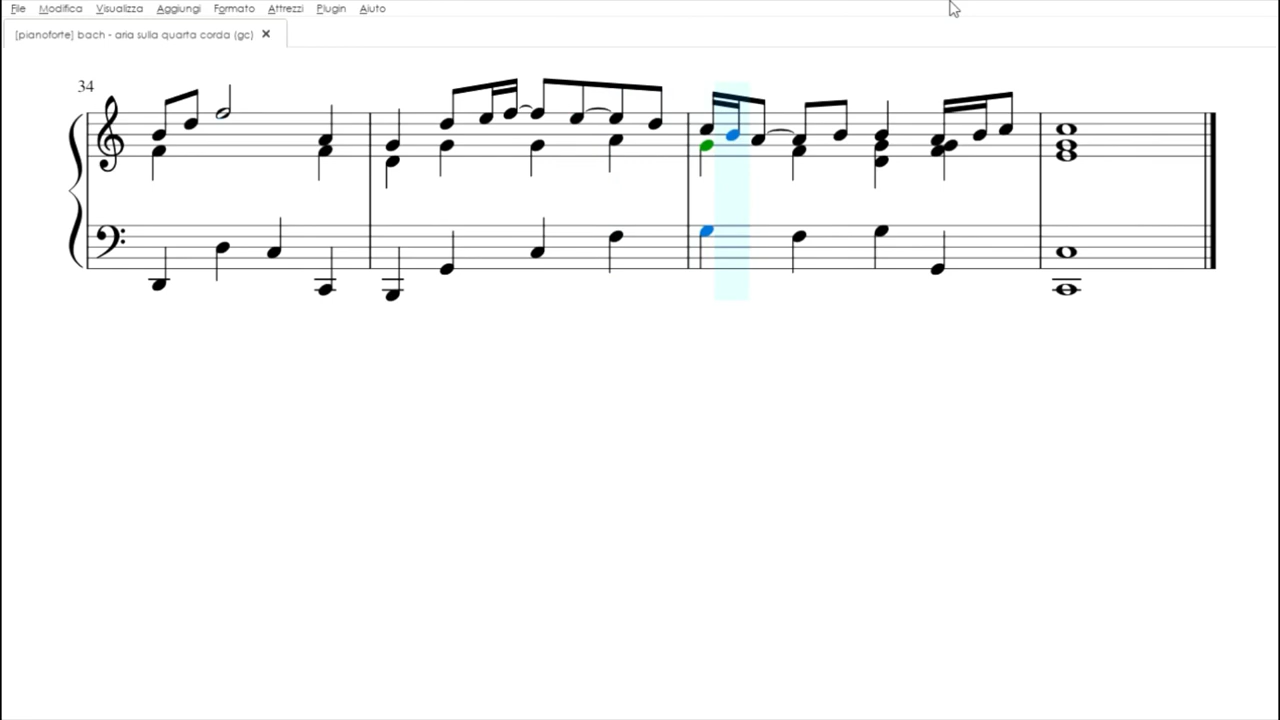 File Modifica Visualizza Aggiungi Formato Attrezzi Plugin Aiuto
[pianoforte] bach - aria sulla quarta corda (gc) ×
34